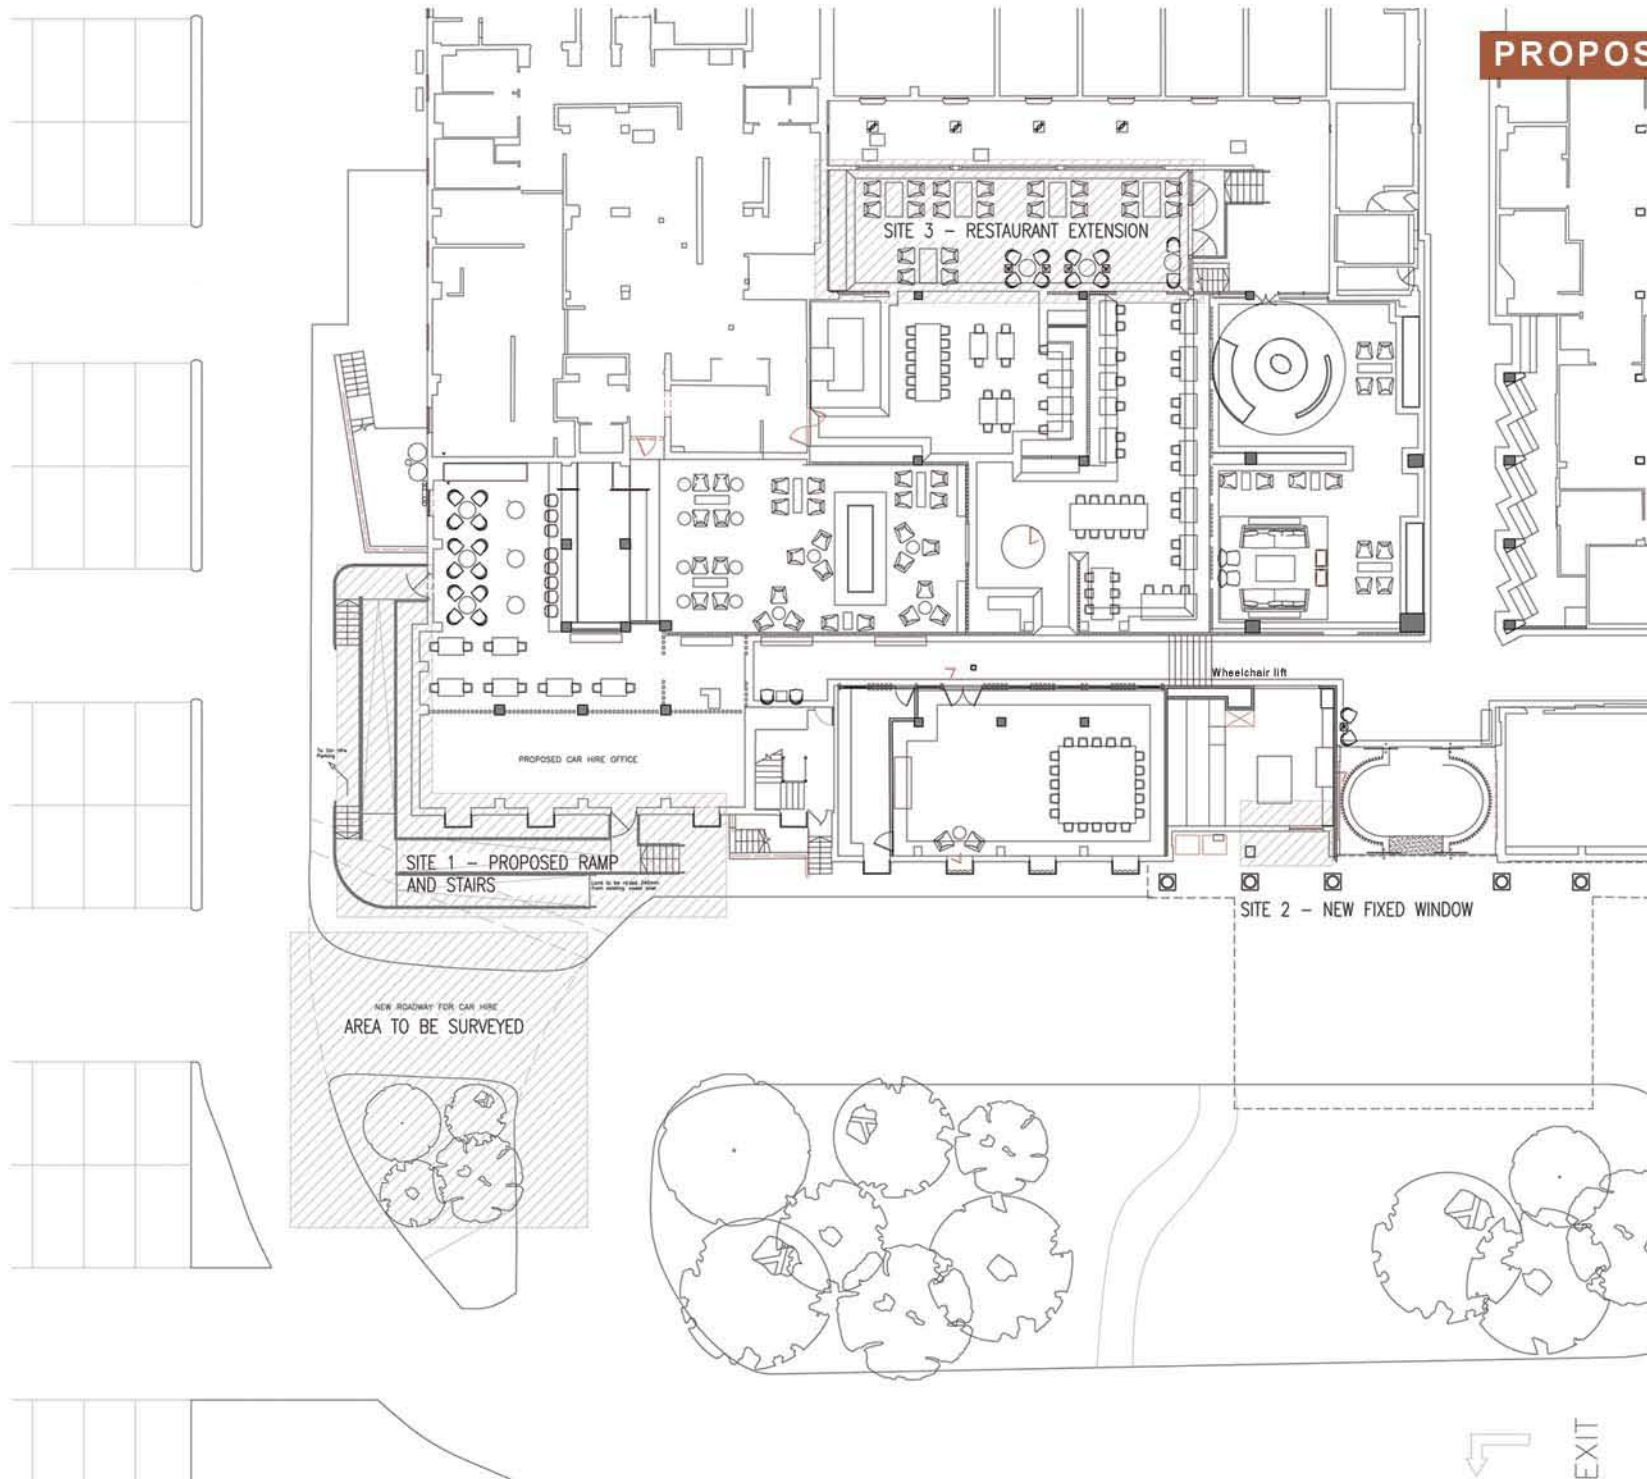 PROPOS
SITE 3 – RESTAURANT EXTENSION
Wheelchair lift
PROPOSED CAR HIRE OFFICE
SITE 1 – PROPOSED RAMP
AND STAIRS
SITE 2 – NEW FIXED WINDOW
NEW ROADWAY FOR CAR HIRE
AREA TO BE SURVEYED
EXIT